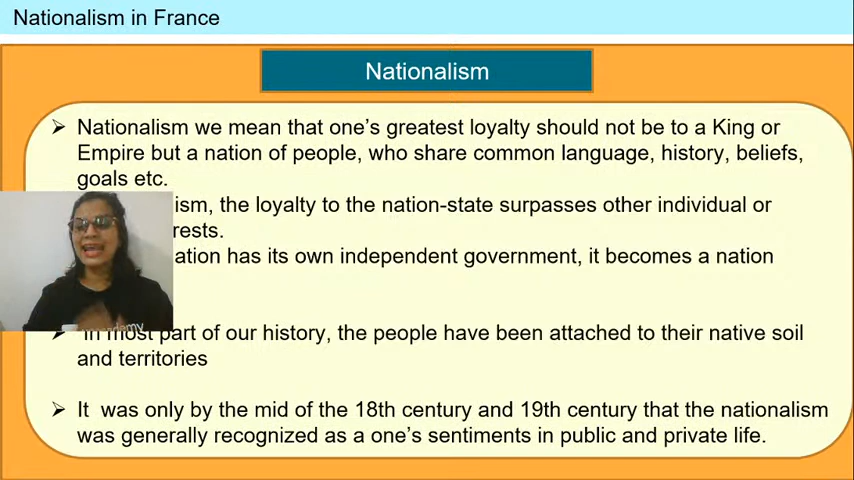 Nationalism in France
Nationalism
Nationalism we mean that one's greatest loyalty should not be to a King or
Empire but a nation of people, who share common language, history, beliefs,
goals etc.
ism, the loyalty to the nation-state surpasses other individual or
rests.
ation has its own independent government, it becomes a nation
In most part of our history, the people have been attached to their native soil
and territories
It was only by the mid of the 18th century and 19th century that the nationalism
was generally recognized as a one's sentiments in public and private life.